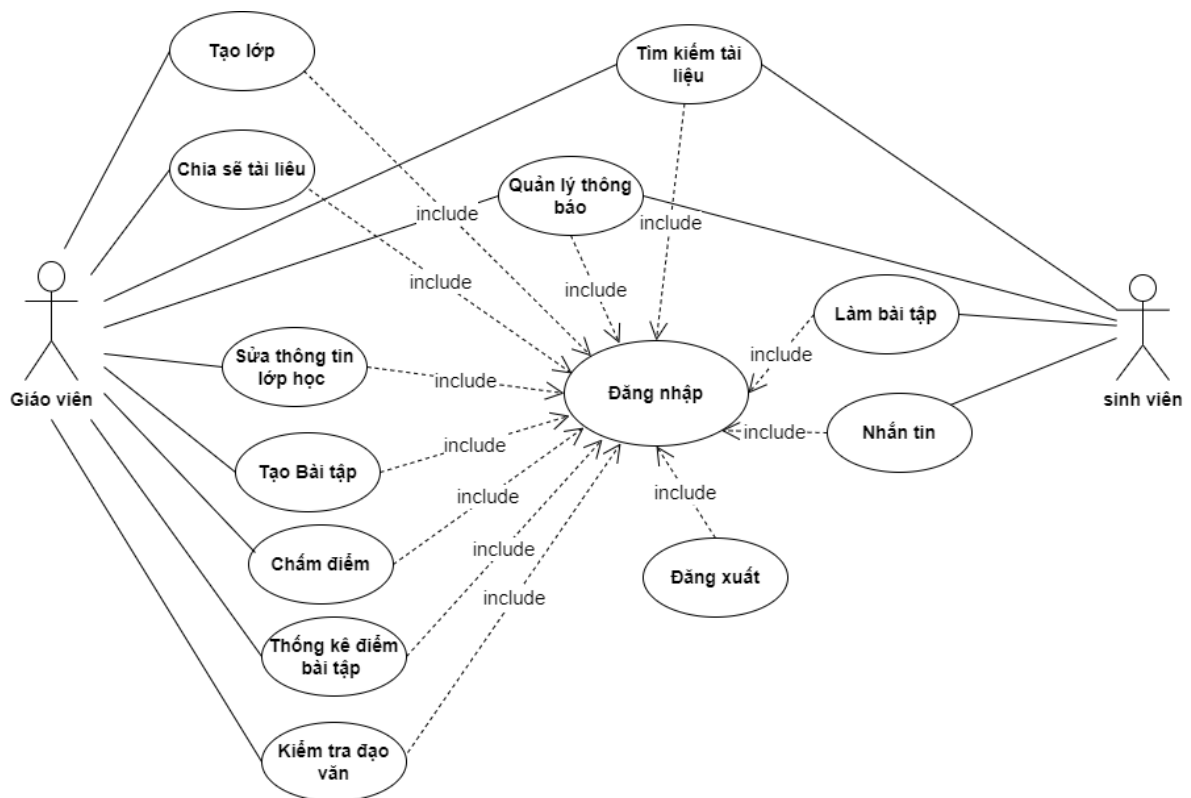 Tạo lớp
Tìm kiếm tài
liệu
Chia sẽ tài liêu
Quản lý thông
báo
include
include
include
include
Làm bài tập
Sửa thông tin
lớp học
include
include
Đăng nhập
Giáo viên
sinh viên
Nhắn tin
include
include
Tạo Bài tập
include
include
Chấm điểm
include
Đăng xuất
include
Thống kê điểm
bài tập
Kiểm tra đạo
văn